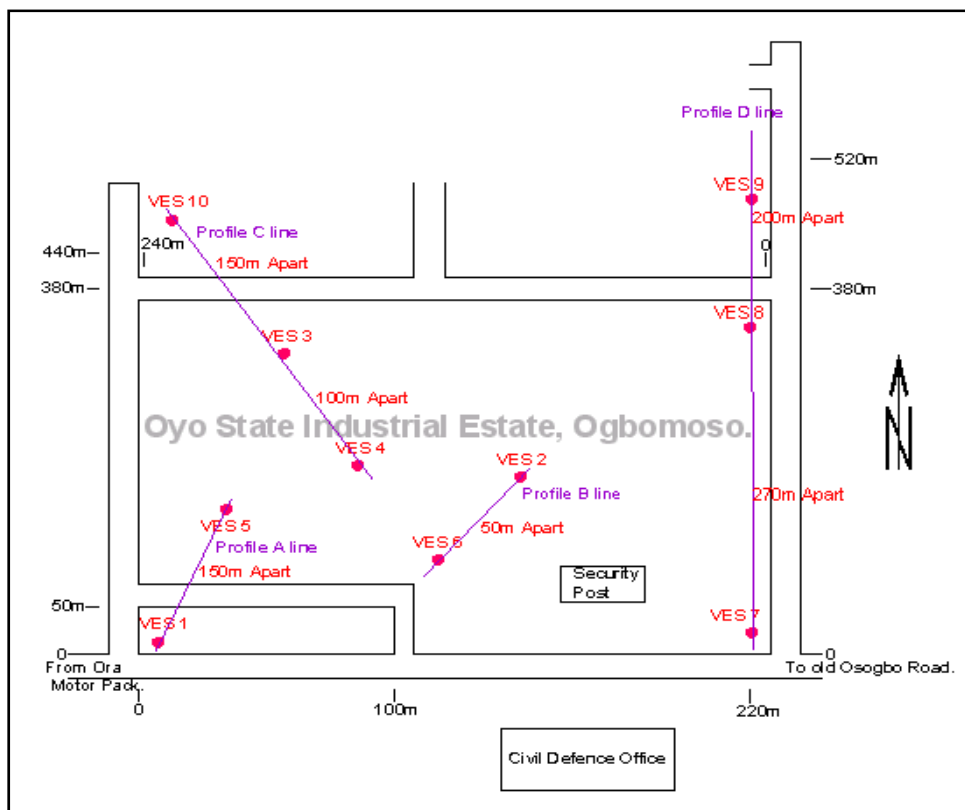 Profile D line
520m
VES 9
200m Apart
VES 10
Profile C line
240m
0
440m
150m Apart
380m
380m
VES 8
VES 3
100m Apart
Oyo State Industrial Estate, Ogbomoso.
VES 4
VES 2
N
Profile B line
270m Apart
VES 5
50m Apart
Profile A line
VES 6
150m Apart
Security
Post
50m
VES 1
VES 7
0
0
From Ora
Motor Pack.
To old Osogbo Road.
0
100m
220m
Civil Defence Office